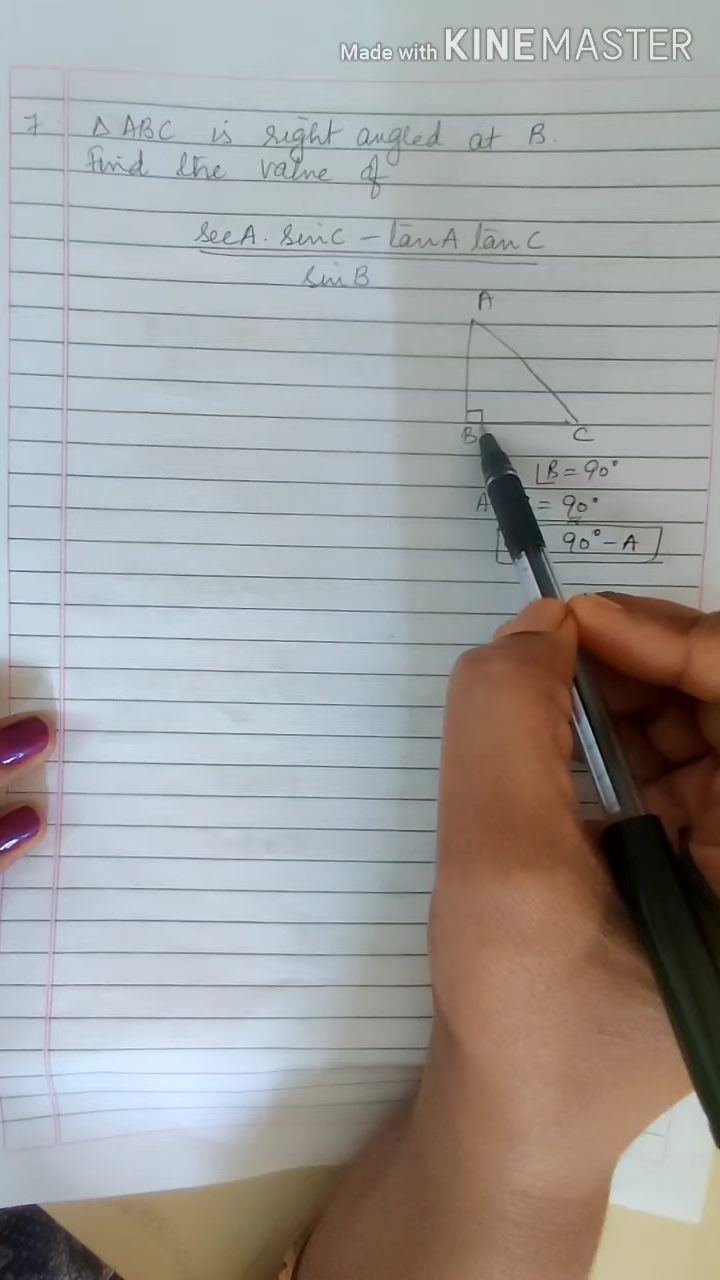 Made with KINEMASTER
7. △ABC is right angled at B.
Find the value of
secA. sinC - tanA tanC
sinB
A
B
C
∠B = 90°
A = 90°
90° - A